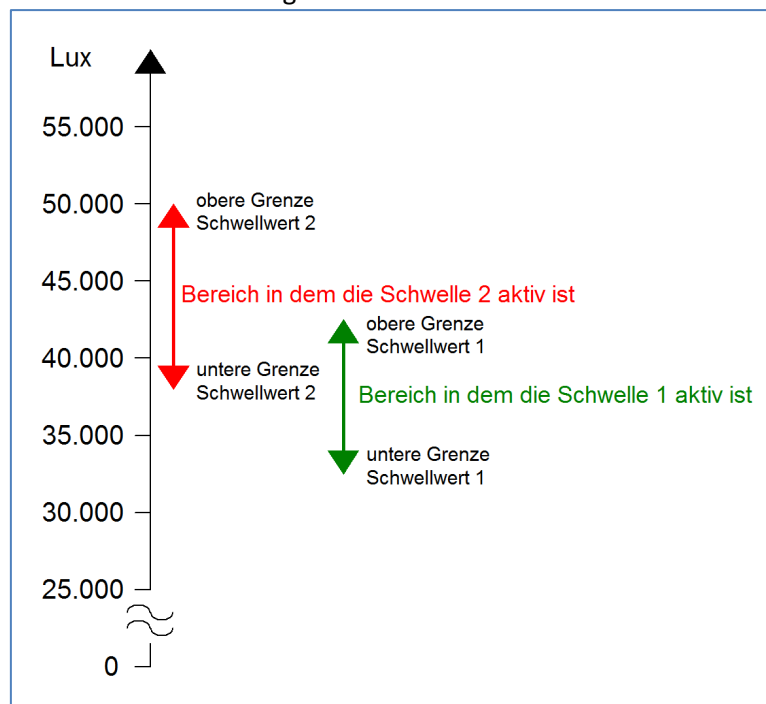 Lux
55.000
50.000
obere Grenze
Schwellwert 2
45.000
Bereich in dem die Schwelle 2 aktiv ist
obere Grenze
Schwellwert 1
40.000
untere Grenze
Schwellwert 2
Bereich in dem die Schwelle 1 aktiv ist
35.000
untere Grenze
Schwellwert 1
30.000
25.000
0